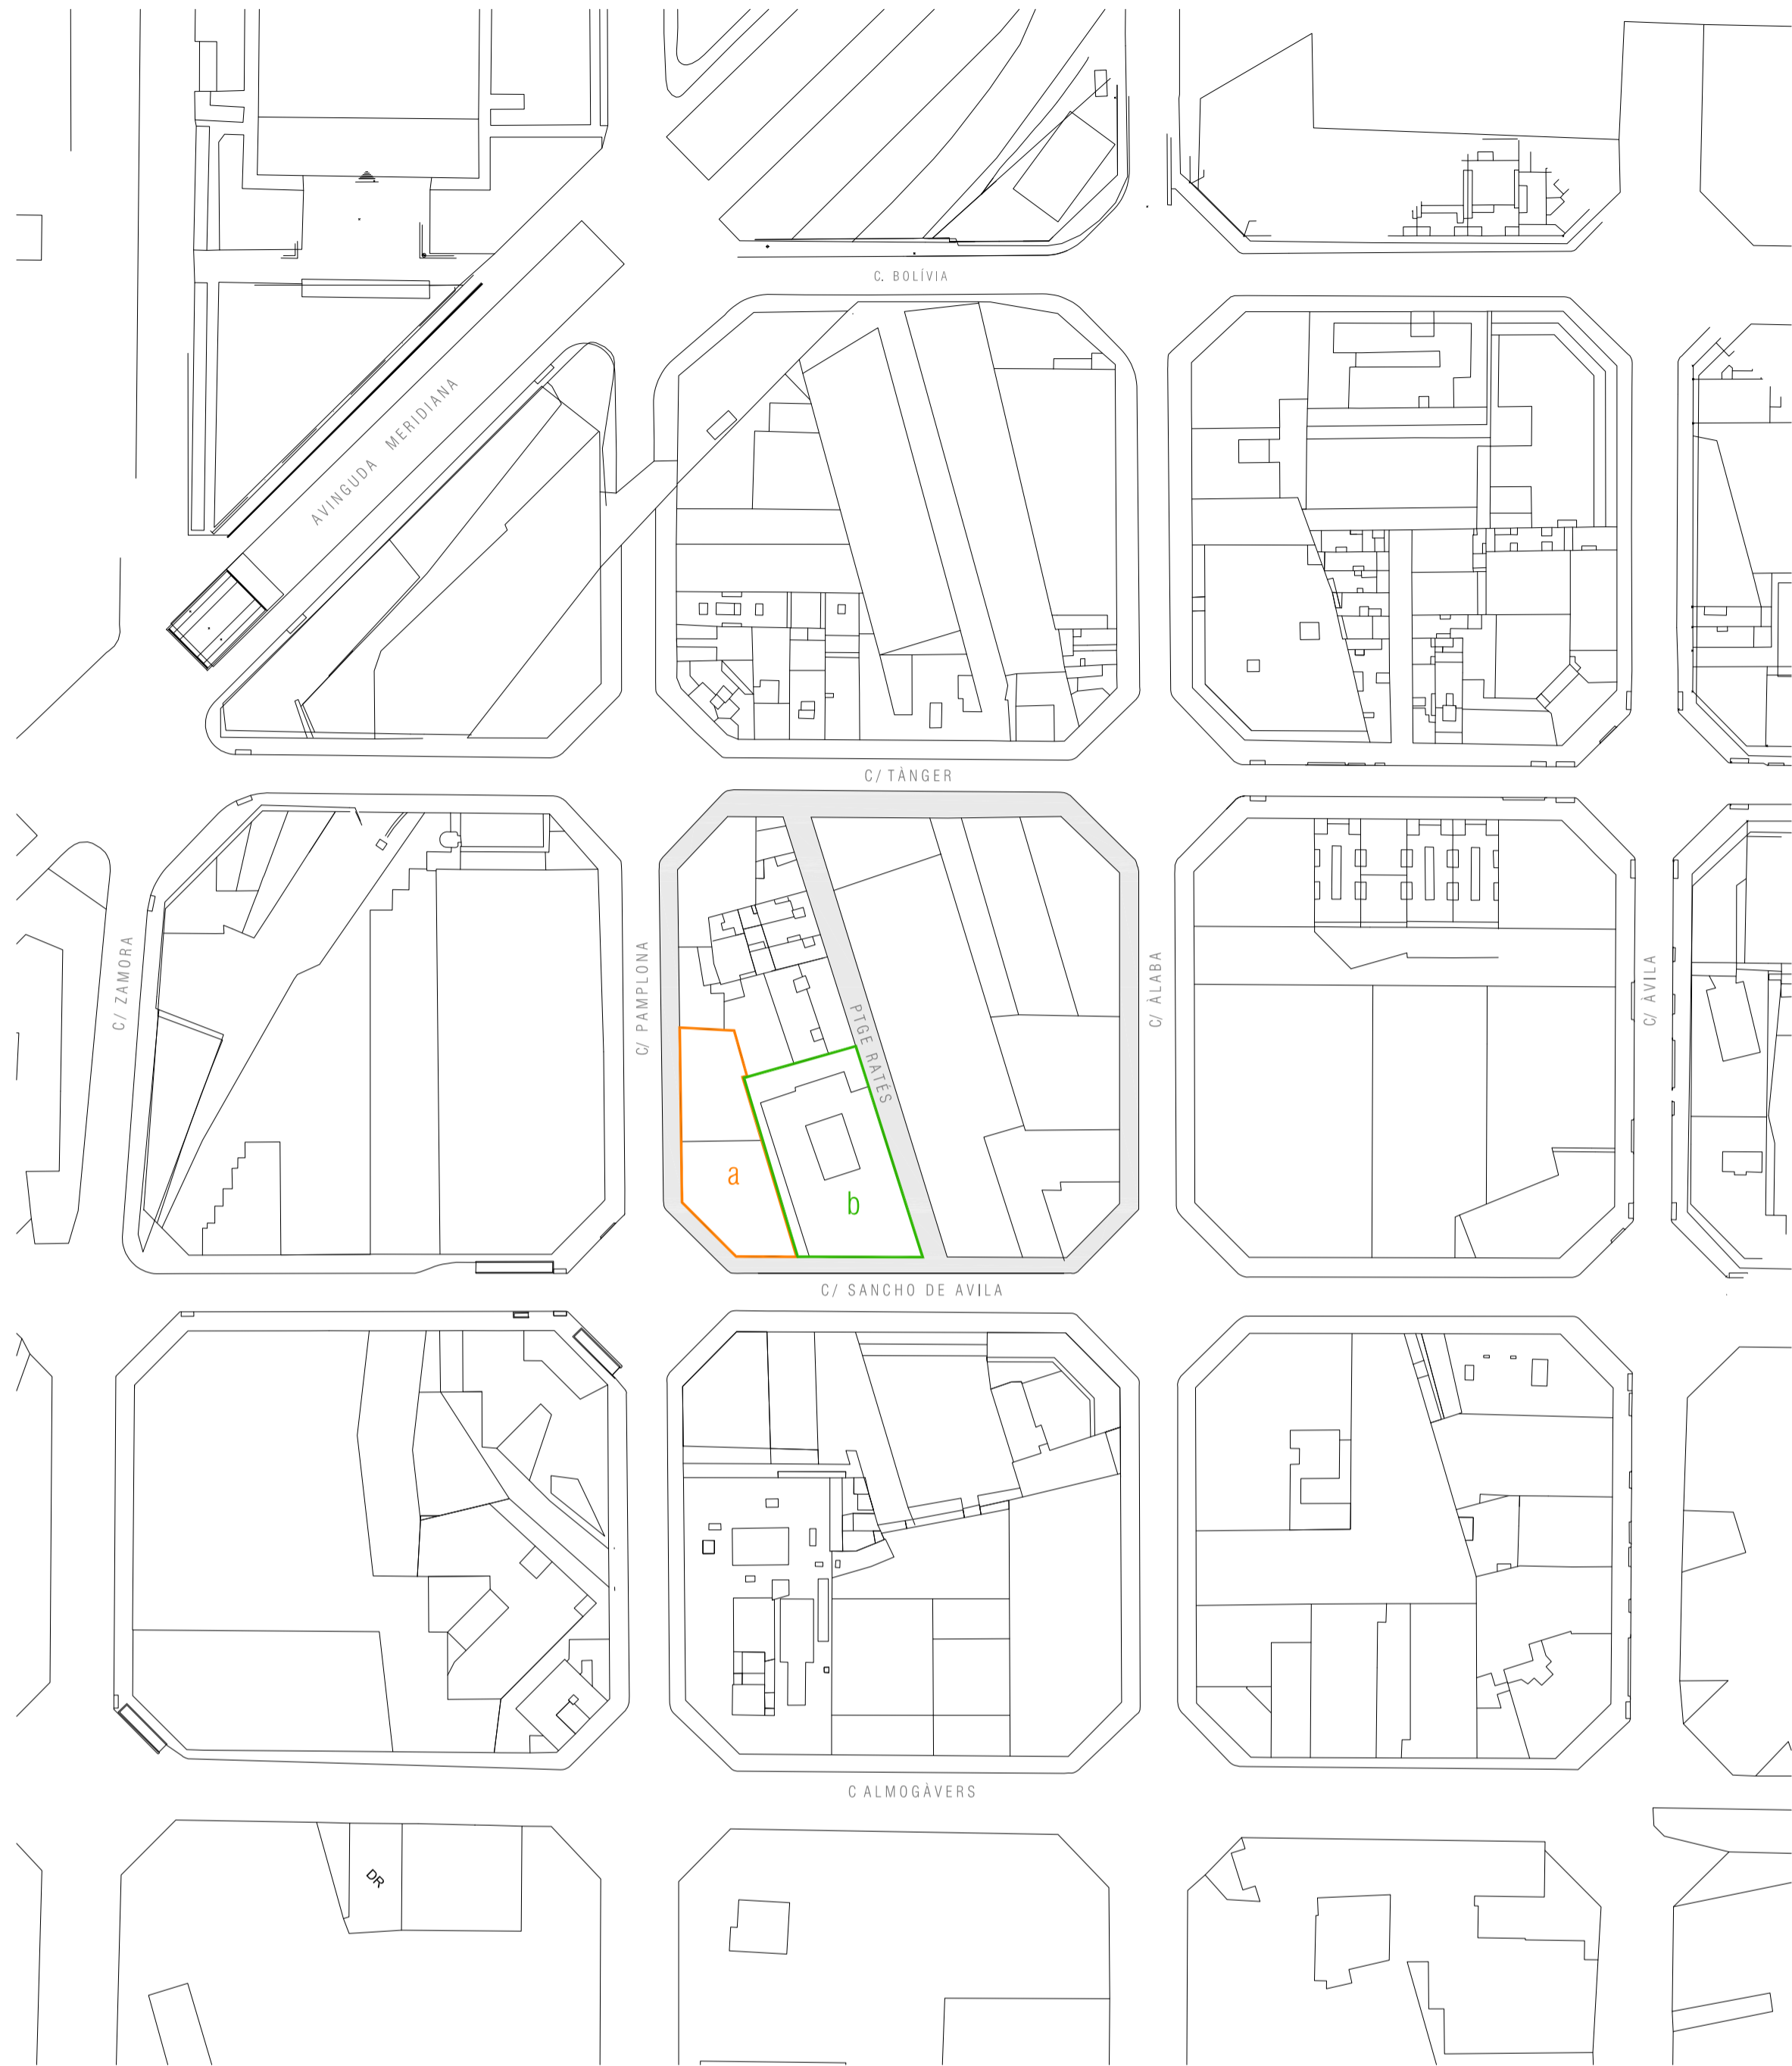 C. BOLÍVIA
AVINGUDA MERIDIANA
C/ TÀNGER
C/ ZAMORA
C/ PAMPLONA
PTGE RATÉS
C/ ÀLABA
C/ ÀVILA
a
b
C/ SANCHO DE AVILA
C ALMOGÀVERS
DR